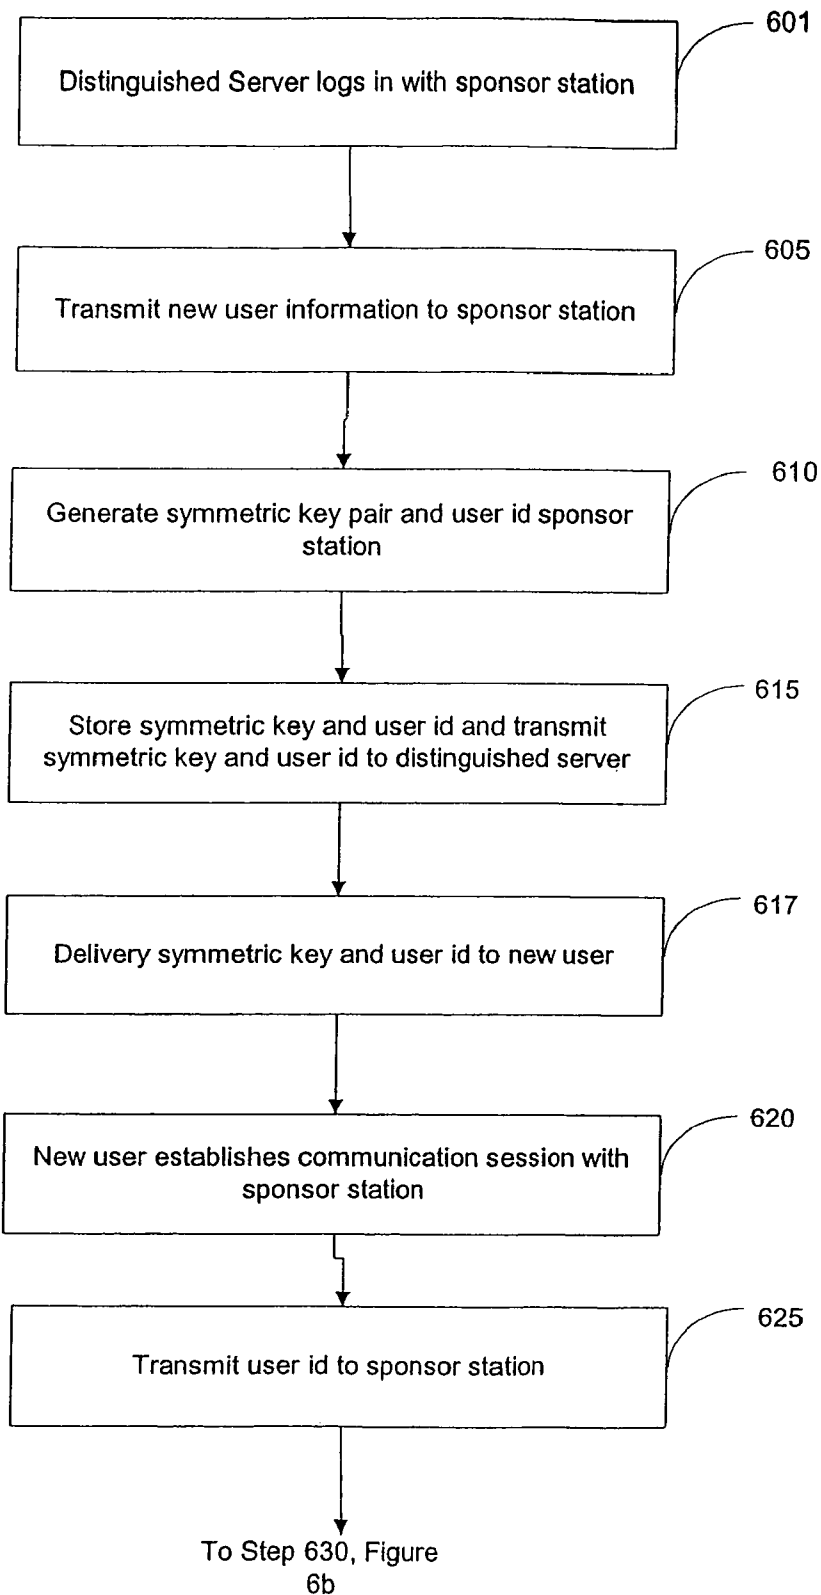 601
Distinguished Server logs in with sponsor station
605
Transmit new user information to sponsor station
610
Generate symmetric key pair and user id sponsor
station
615
Store symmetric key and user id and transmit
symmetric key and user id to distinguished server
617
Delivery symmetric key and user id to new user
620
New user establishes communication session with
sponsor station
625
Transmit user id to sponsor station
To Step 630, Figure
6b